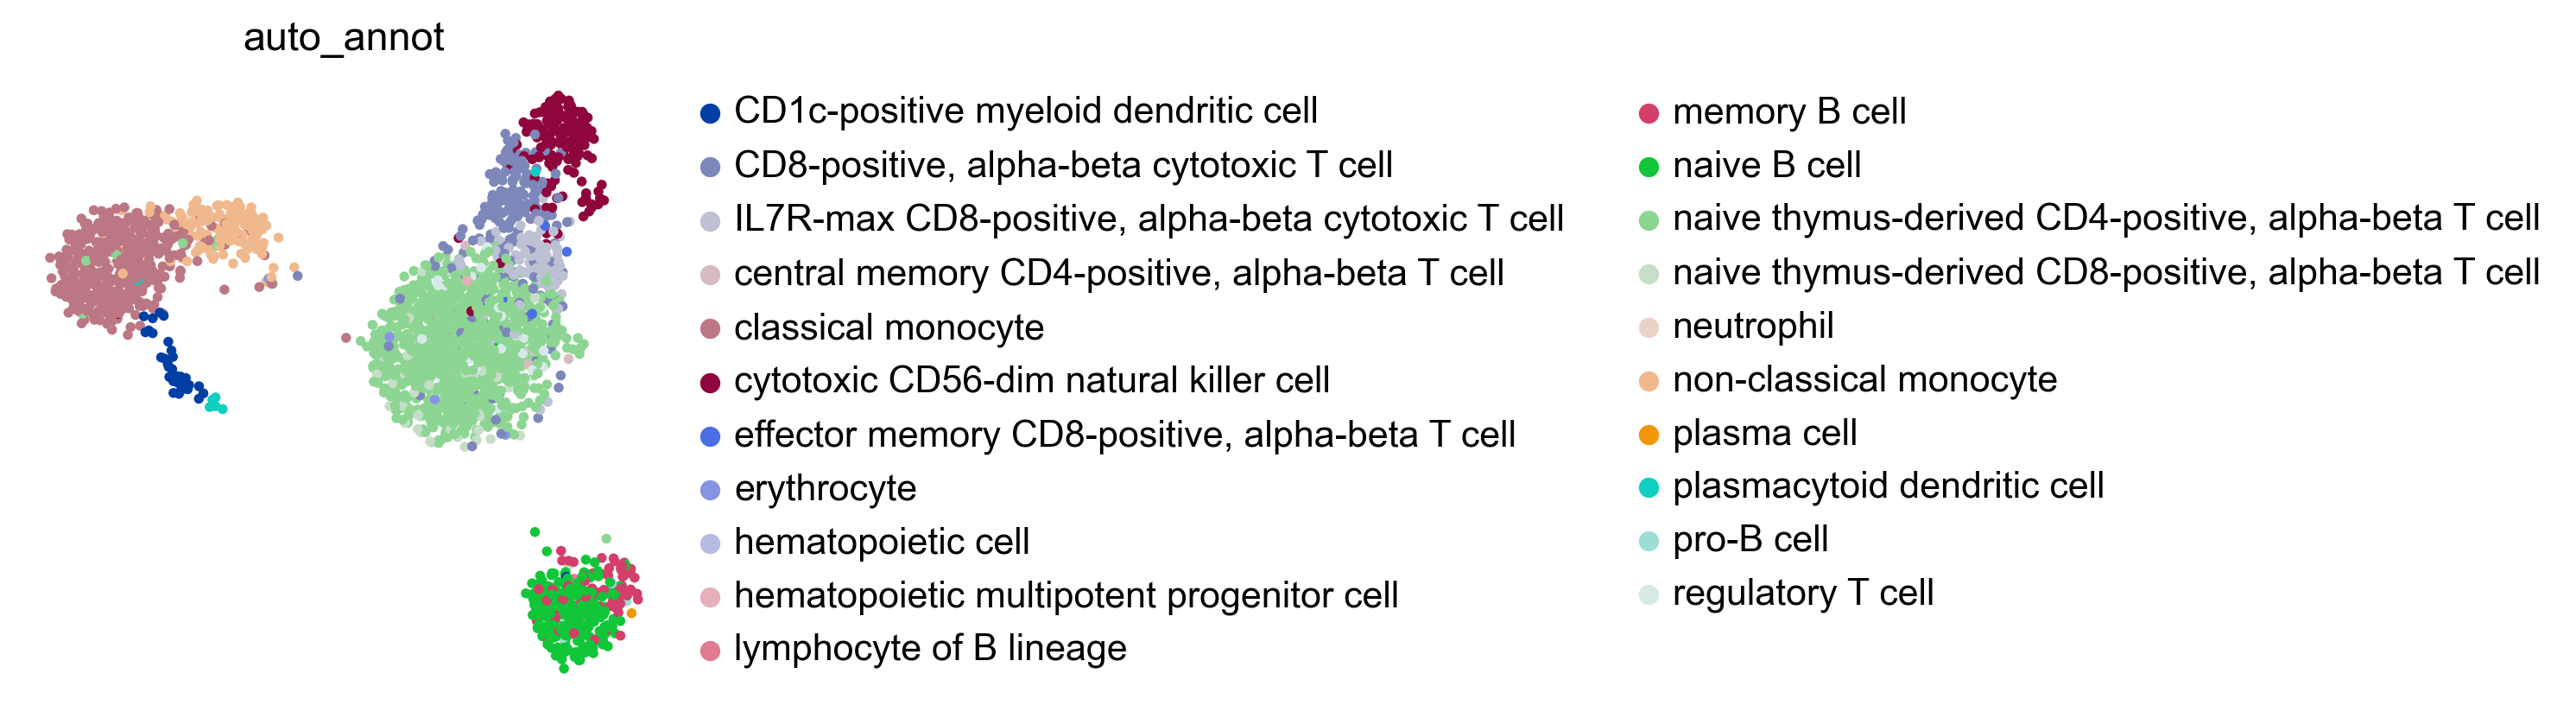 auto_annot
CD1c-positive myeloid dendritic cell
CD8-positive, alpha-beta cytotoxic T cell
IL7R-max CD8-positive, alpha-beta cytotoxic T cell
central memory CD4-positive, alpha-beta T cell
classical monocyte
cytotoxic CD56-dim natural killer cell
effector memory CD8-positive, alpha-beta T cell
erythrocyte
hematopoietic cell
hematopoietic multipotent progenitor cell
lymphocyte of B lineage
memory B cell
naive B cell
naive thymus-derived CD4-positive, alpha-beta T cell
naive thymus-derived CD8-positive, alpha-beta T cell
neutrophil
non-classical monocyte
plasma cell
plasmacytoid dendritic cell
pro-B cell
regulatory T cell